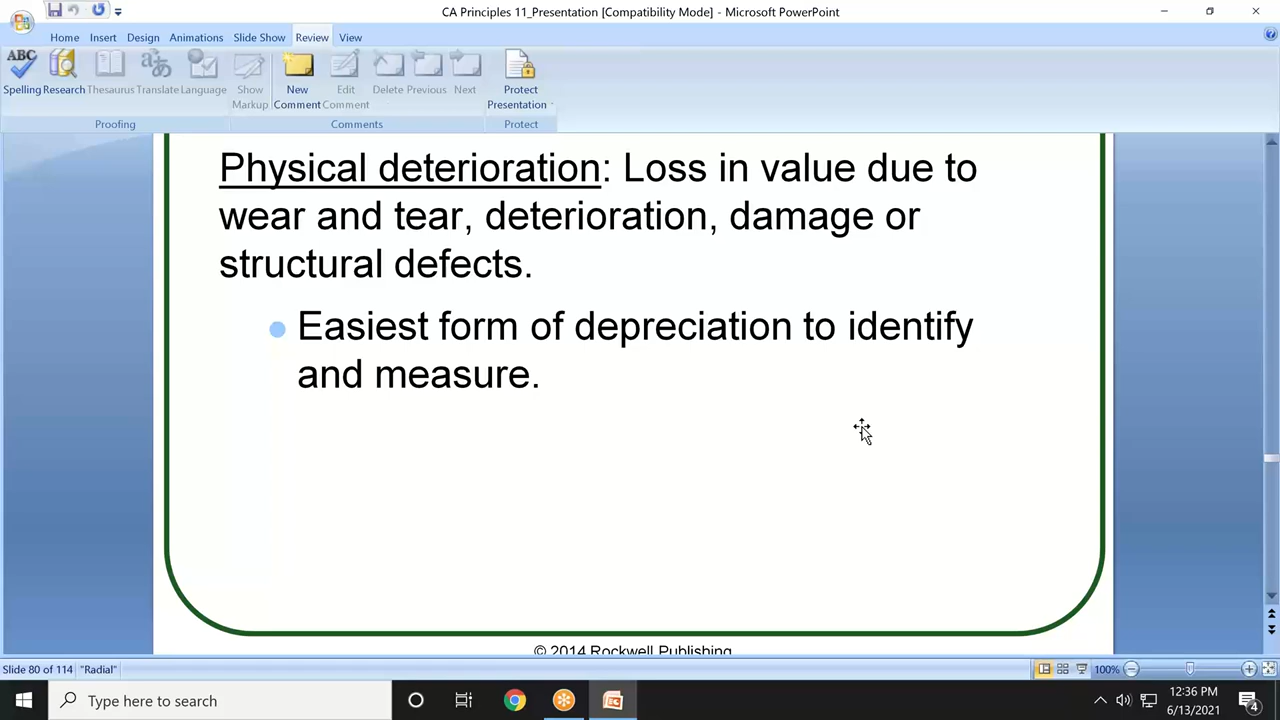 CA Principles 11_Presentation [Compatibility Mode] - Microsoft PowerPoint
Home Insert Design Animations Slide Show Review View
ABC
Spelling Research Thesaurus Translate Language Show Markup New Comment Edit Comment Delete Previous Next Protect Presentation
Proofing Comments Protect
Physical deterioration: Loss in value due to
wear and tear, deterioration, damage or
structural defects.
Easiest form of depreciation to identify
and measure.
© 2014 Rockwell Publishing
Slide 80 of 114 "Radial" 100%
Type here to search
12:36 PM
6/13/2021
4